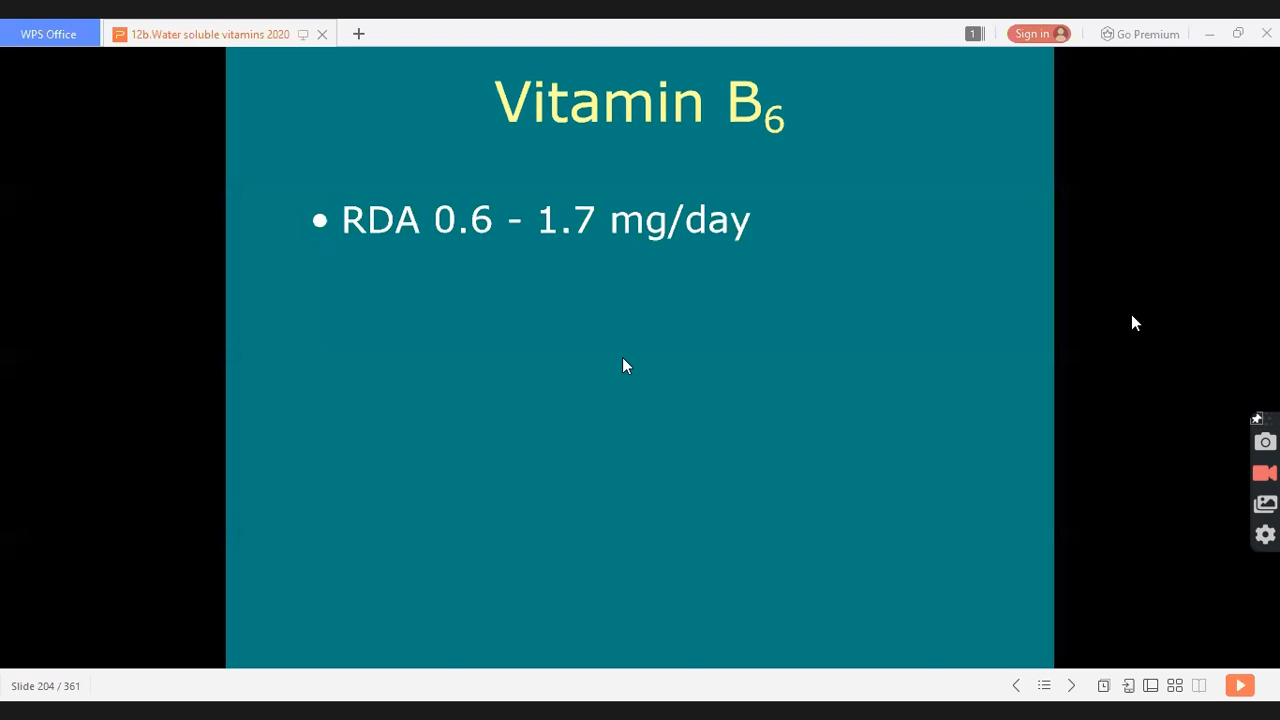 WPS Office
12b.Water soluble vitamins 2020
1
Sign in
Go Premium
Vitamin B₆
• RDA 0.6 - 1.7 mg/day
Slide 204 / 361